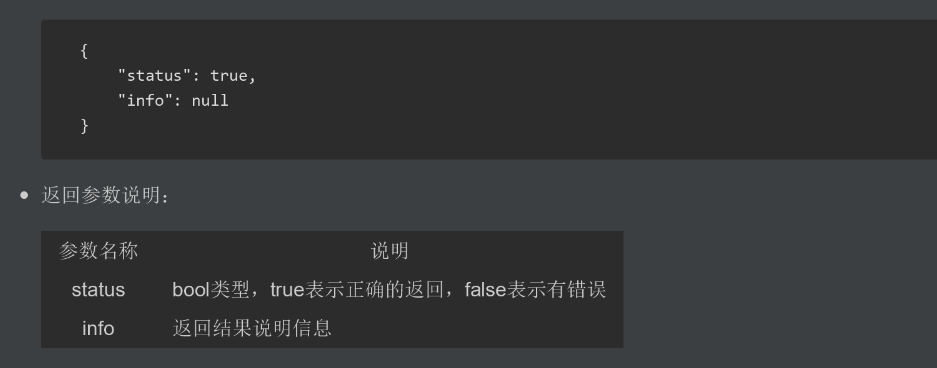 {
"status": true,
"info": null
}
返回参数说明：
参数名称 说明
status bool类型，true表示正确的返回，false表示有错误
info 返回结果说明信息